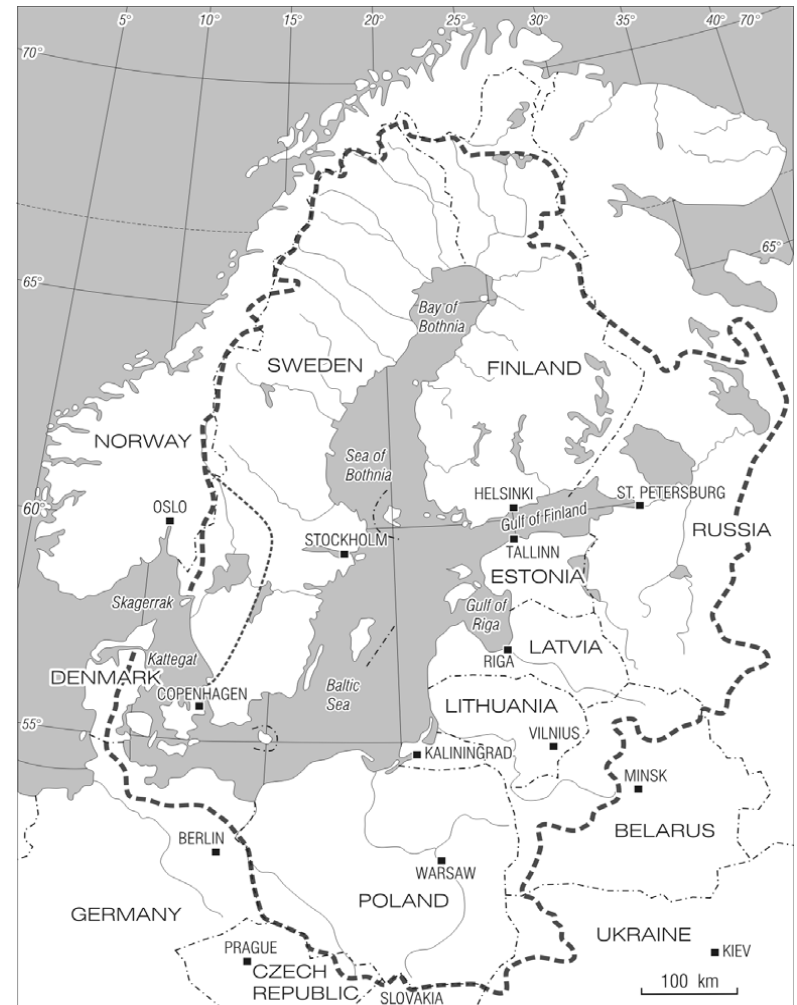 5° 10° 15° 20° 25° 30° 35° 40° 70°
70°
65°
65°
Bay of
Bothnia
SWEDEN
FINLAND
NORWAY
Sea of
Bothnia
HELSINKI
ST. PETERSBURG
60°
OSLO
Gulf of Finland
RUSSIA
STOCKHOLM
TALLINN
ESTONIA
Skagerrak
Gulf of
Riga
LATVIA
Kattegat
RIGA
DENMARK
COPENHAGEN
Baltic
Sea
LITHUANIA
55°
VILNIUS
KALININGRAD
MINSK
BELARUS
BERLIN
WARSAW
POLAND
GERMANY
UKRAINE
PRAGUE
KIEV
CZECH
REPUBLIC
SLOVAKIA
100 km